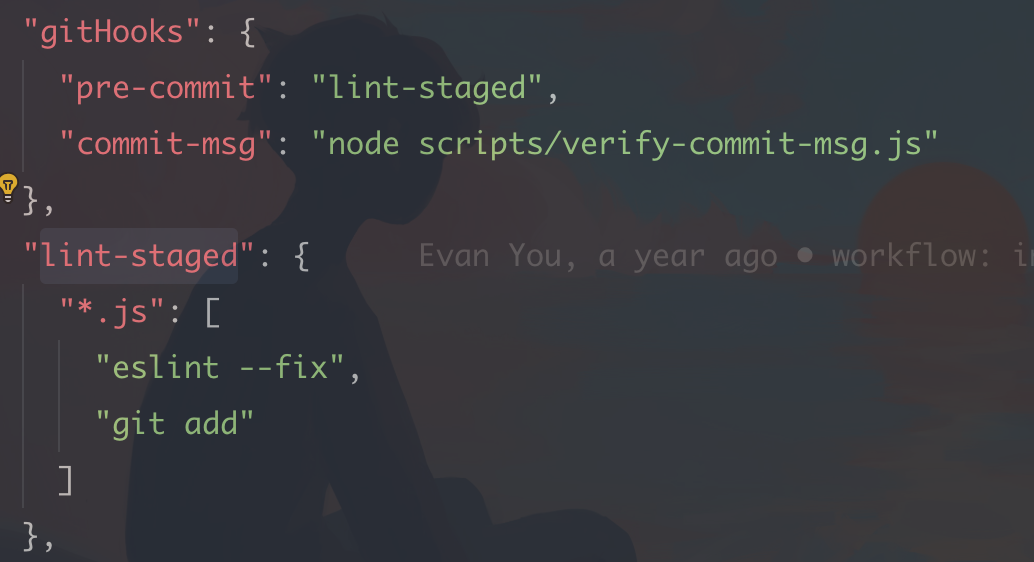 "gitHooks": {
"pre-commit": "lint-staged",
"commit-msg": "node scripts/verify-commit-msg.js"
},
"lint-staged": { Evan You, a year ago • workflow: in
"*.js": [
"eslint --fix",
"git add"
]
},